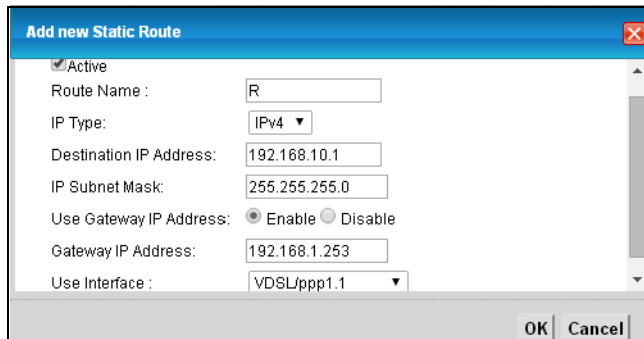 Add new Static Route
Active
Route Name : R
IP Type: IPv4
Destination IP Address: 192.168.10.1
IP Subnet Mask: 255.255.255.0
Use Gateway IP Address: Enable Disable
Gateway IP Address: 192.168.1.253
Use Interface : VDSL/ppp1.1
OK Cancel